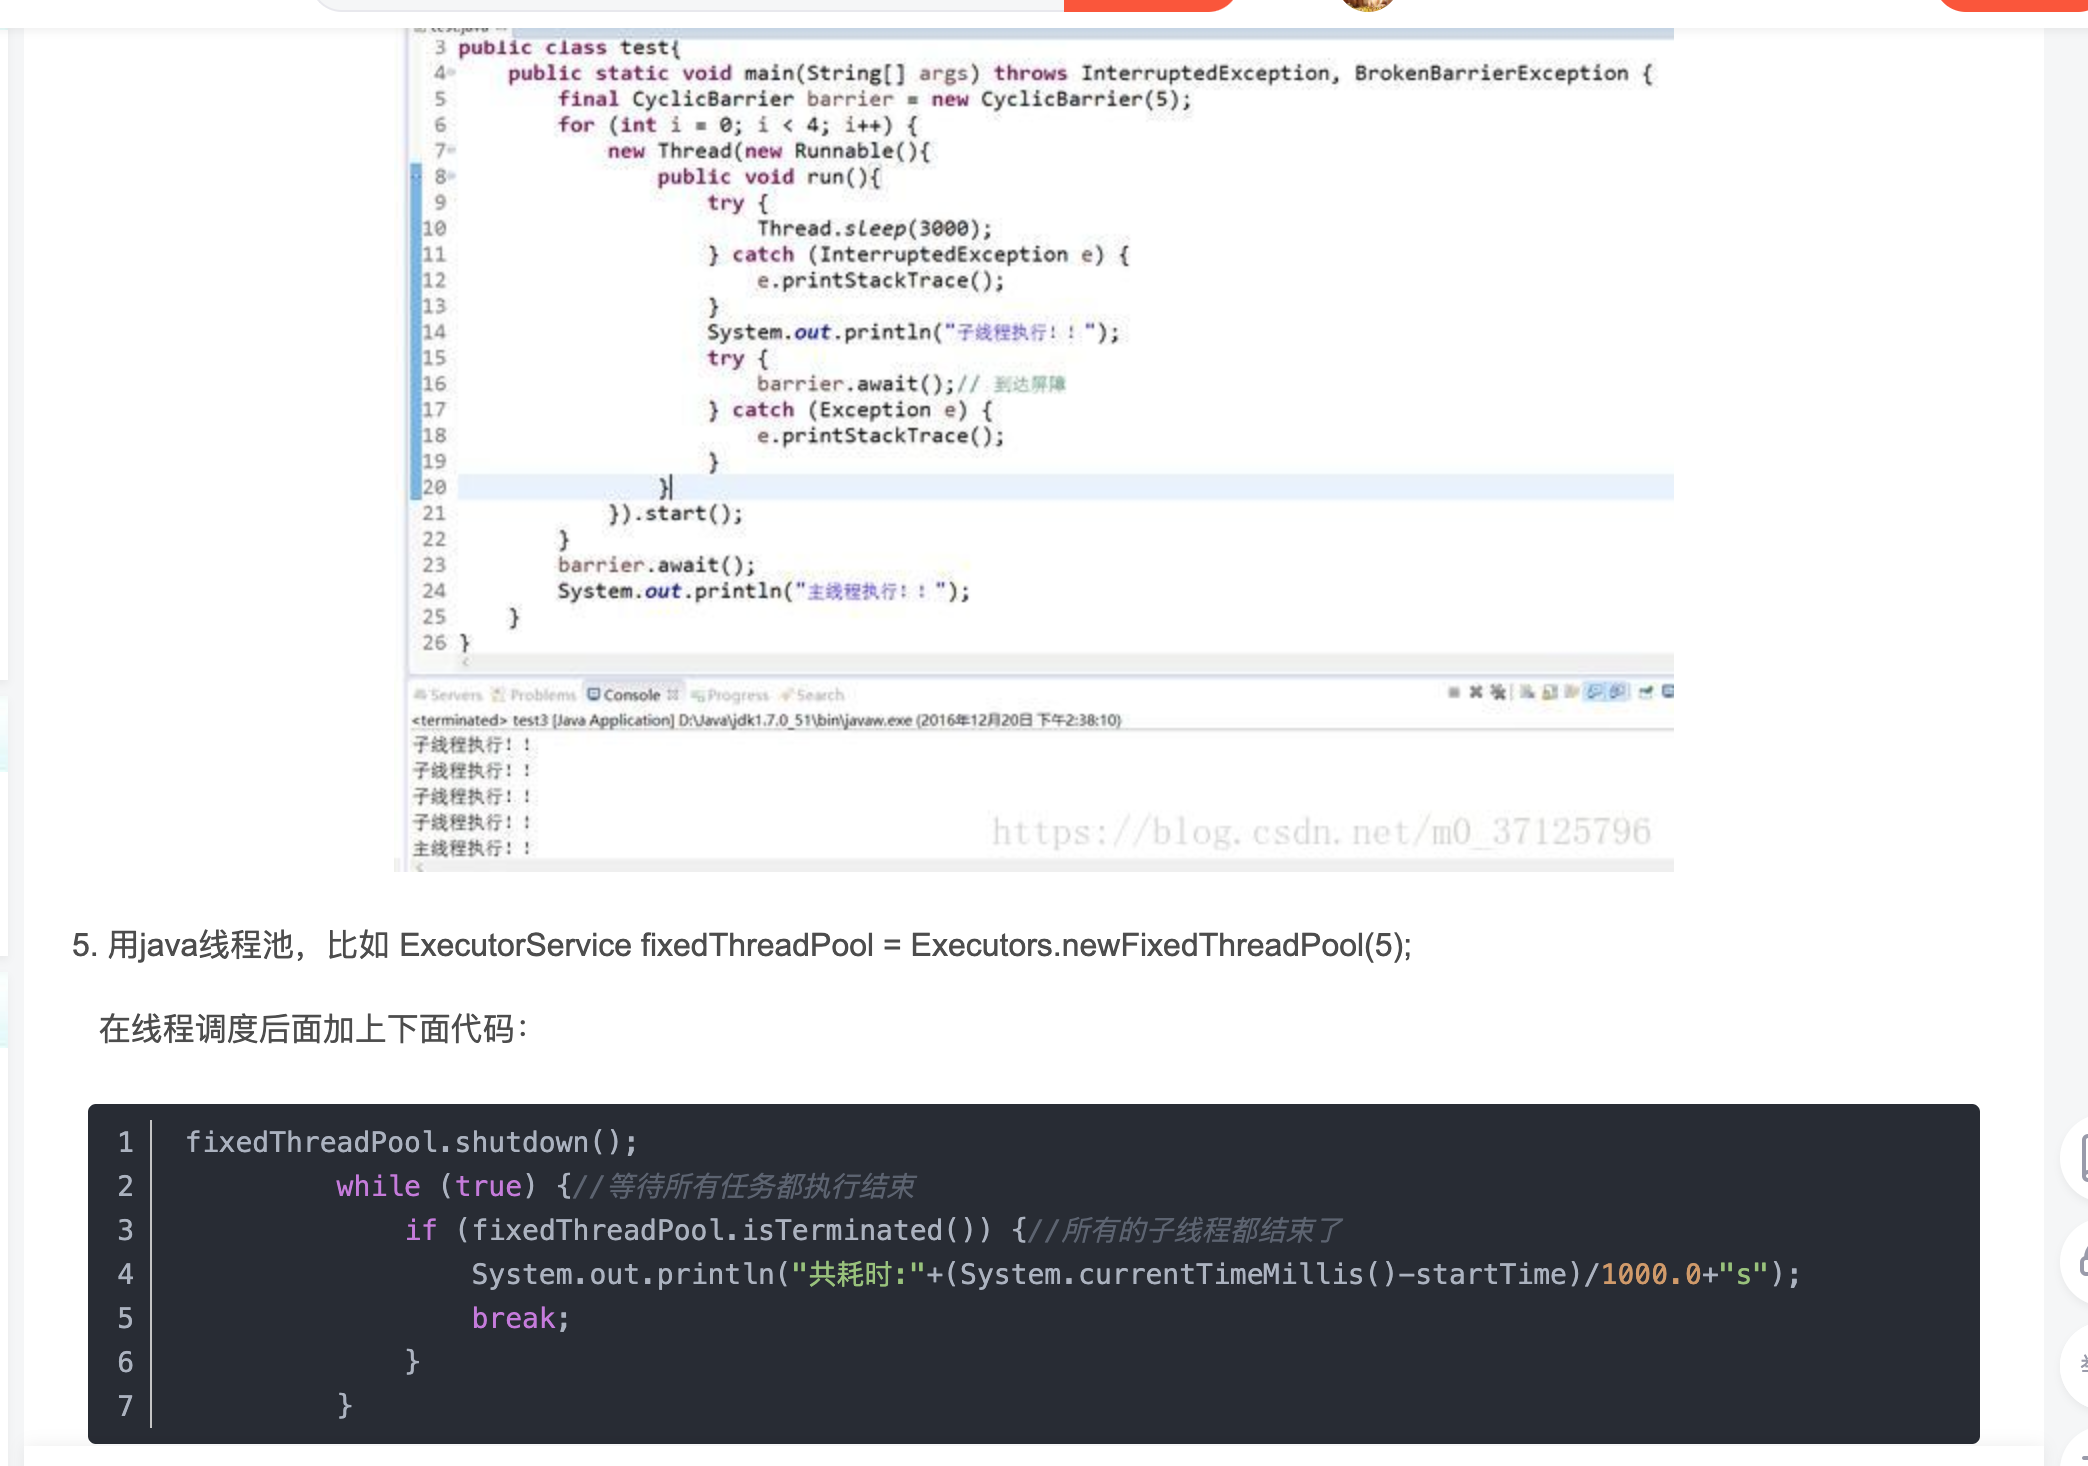 3 public class test{
4 public static void main(String[] args) throws InterruptedException, BrokenBarrierException {
5 final CyclicBarrier barrier = new CyclicBarrier(5);
6 for (int i = 0; i < 4; i++) {
7 new Thread(new Runnable(){
8 public void run(){
9 try {
10 Thread.sleep(3000);
11 } catch (InterruptedException e) {
12 e.printStackTrace();
13 }
14 System.out.println("子线程执行！！");
15 try {
16 barrier.await();// 到达屏障
17 } catch (Exception e) {
18 e.printStackTrace();
19 }
20 }
21 }).start();
22 }
23 barrier.await();
24 System.out.println("主线程执行！！");
25 }
26 }
Servers Problems Console Progress Search
<terminated> test3 [Java Application] D:\Java\jdk1.7.0_51\bin\javaw.exe (2016年12月20日 下午2:38:10)
子线程执行！！
子线程执行！！
子线程执行！！
子线程执行！！
主线程执行！！
https://blog.csdn.net/m0_37125796
5. 用java线程池，比如 ExecutorService fixedThreadPool = Executors.newFixedThreadPool(5);
在线程调度后面加上下面代码：
1 fixedThreadPool.shutdown();
2 while (true) {//等待所有任务都执行结束
3 if (fixedThreadPool.isTerminated()) {//所有的子线程都结束了
4 System.out.println("共耗时:"+(System.currentTimeMillis()-startTime)/1000.0+"s");
5 break;
6 }
7 }